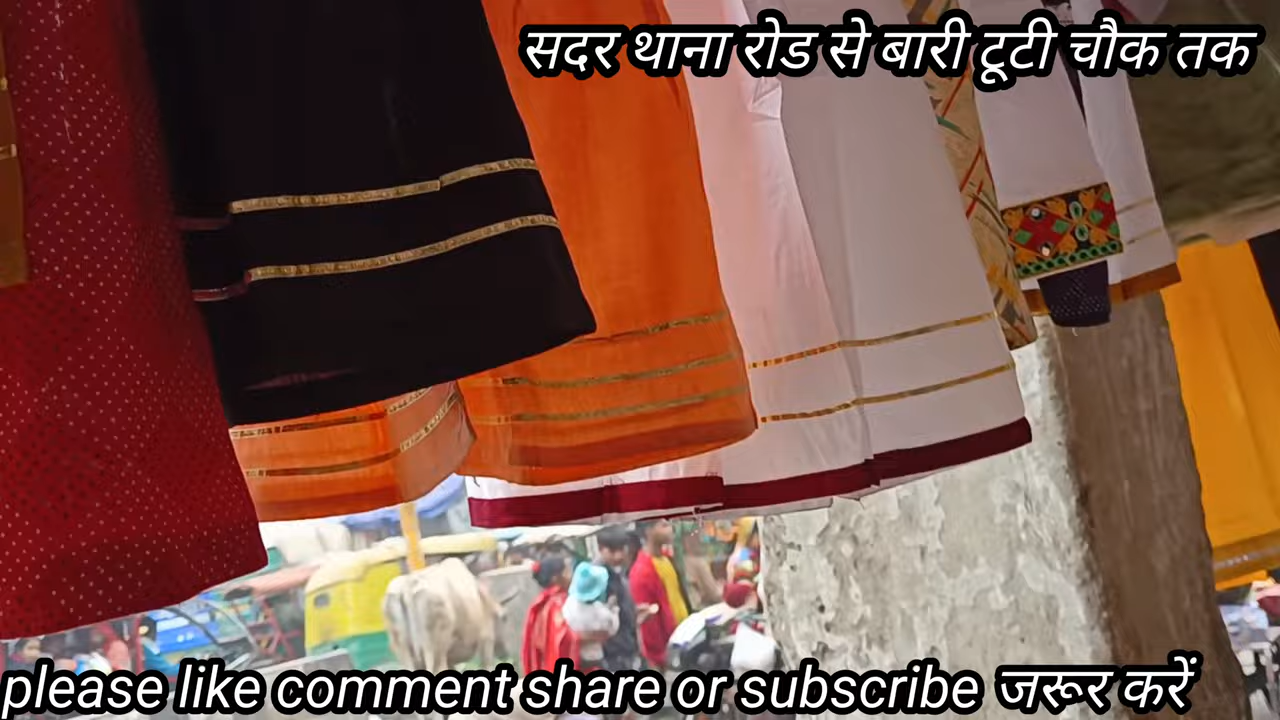 सदर थाना रोड से बारी टूटी चौक तक
please like comment share or subscribe जरूर करें